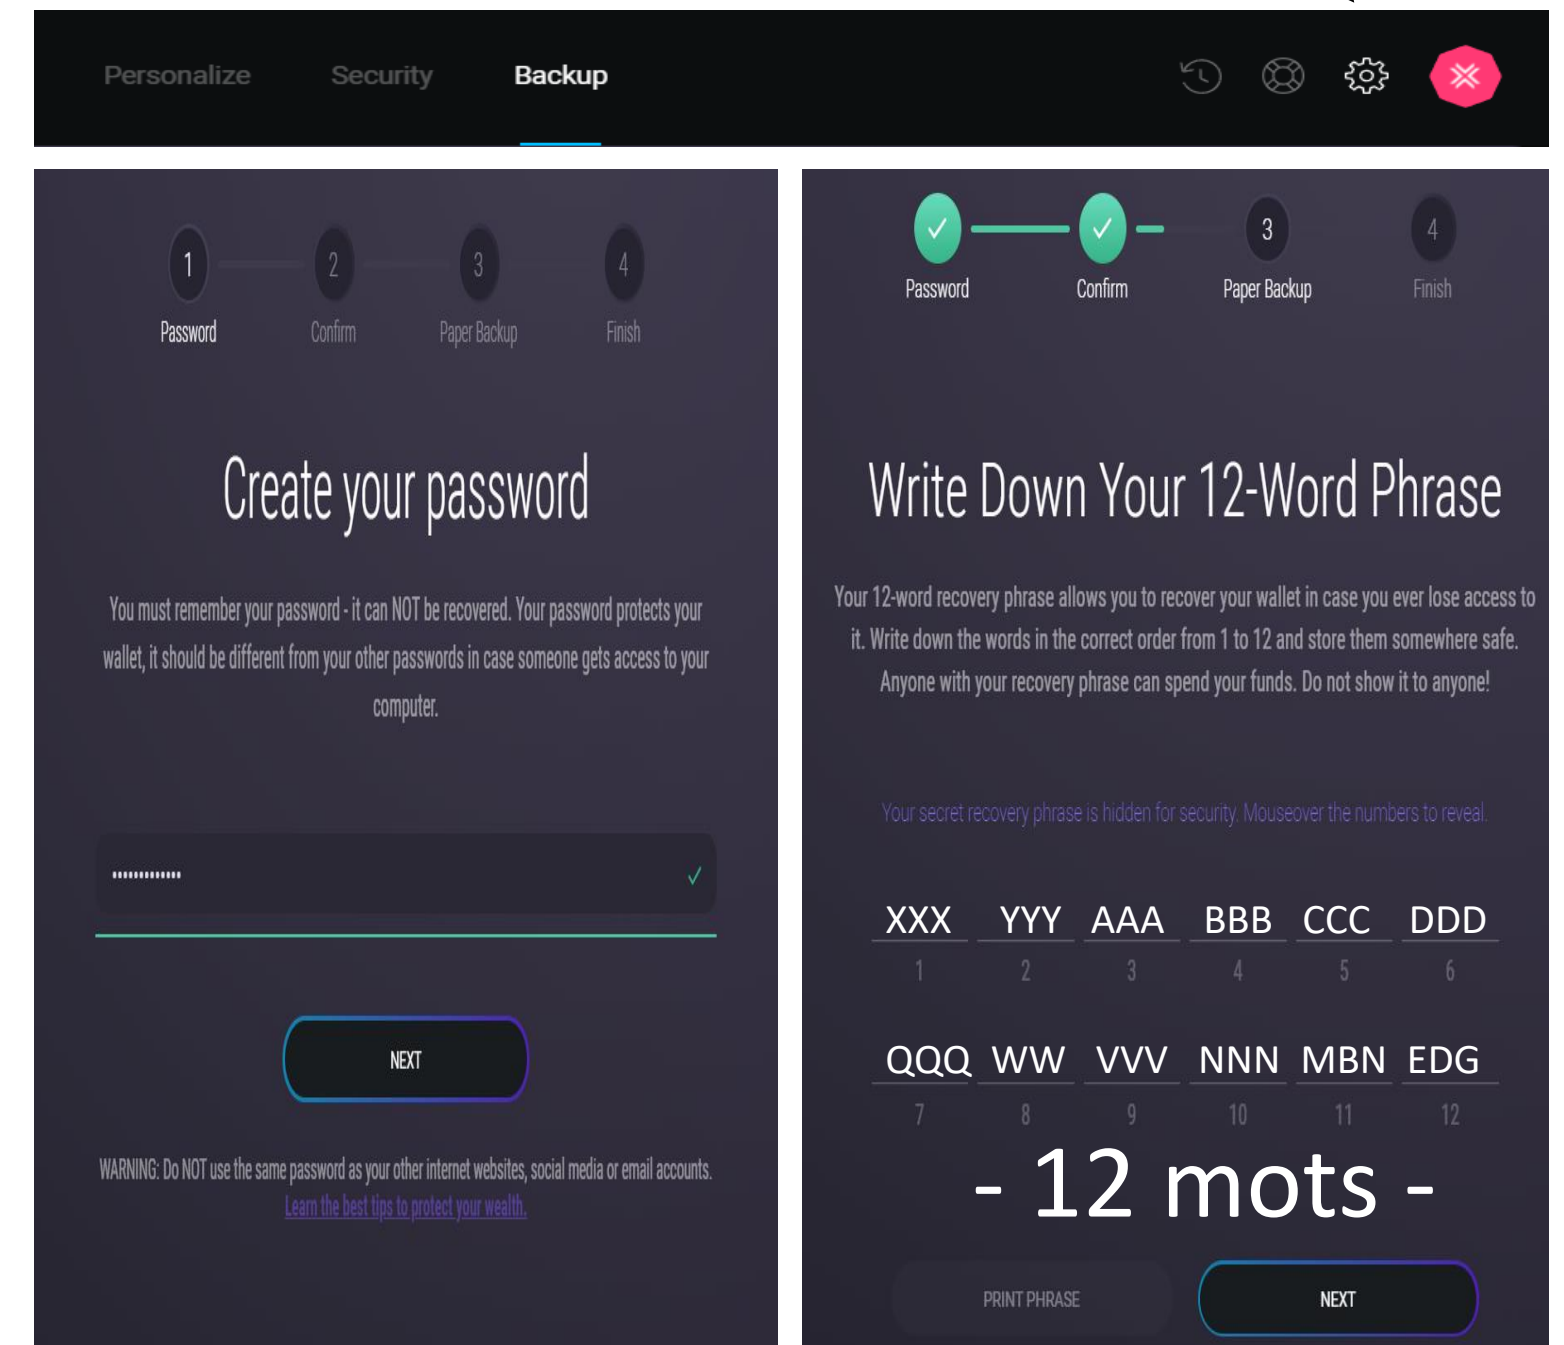 Personalize Security Backup
1 2 3 4
Password Confirm Paper Backup Finish
Create your password
You must remember your password - it can NOT be recovered. Your password protects your
wallet, it should be different from your other passwords in case someone gets access to your
computer.
•••••••••••••
NEXT
WARNING: Do NOT use the same password as your other internet websites, social media or email accounts.
Learn the best tips to protect your wealth.
3 4
Password Confirm Paper Backup Finish
Write Down Your 12-Word Phrase
Your 12-word recovery phrase allows you to recover your wallet in case you ever lose access to
it. Write down the words in the correct order from 1 to 12 and store them somewhere safe.
Anyone with your recovery phrase can spend your funds. Do not show it to anyone!
Your secret recovery phrase is hidden for security. Mouseover the numbers to reveal.
XXX YYY AAA BBB CCC DDD
1 2 3 4 5 6
QQQ WW VVV NNN MBN EDG
7 8 9 10 11 12
- 12 mots -
PRINT PHRASE NEXT